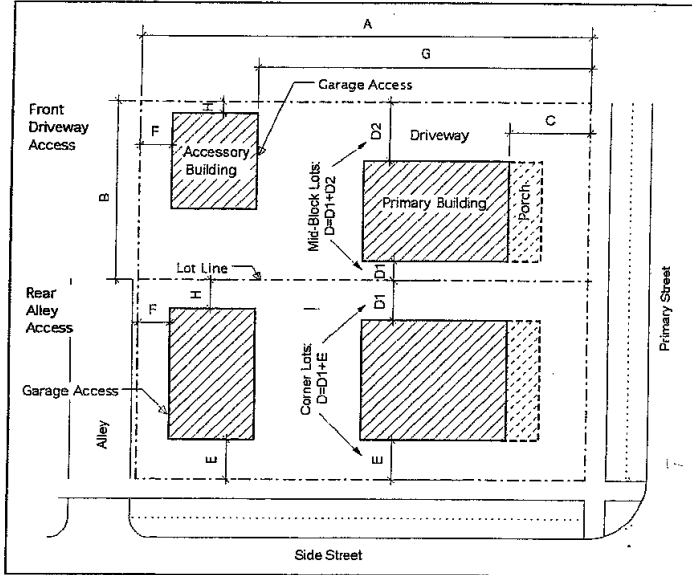 A
G
Garage Access
Front
Driveway
Access
H
F
Accessory
Building
D2
Driveway
C
B
Mid-Block Lots:
D=D1+D2
Primary Building
Porch
Lot Line
D1
Rear
Alley
Access
H
F
D1
Corner Lots:
D=D1+E
Garage Access
Alley
E
E
Primary Street
Side Street